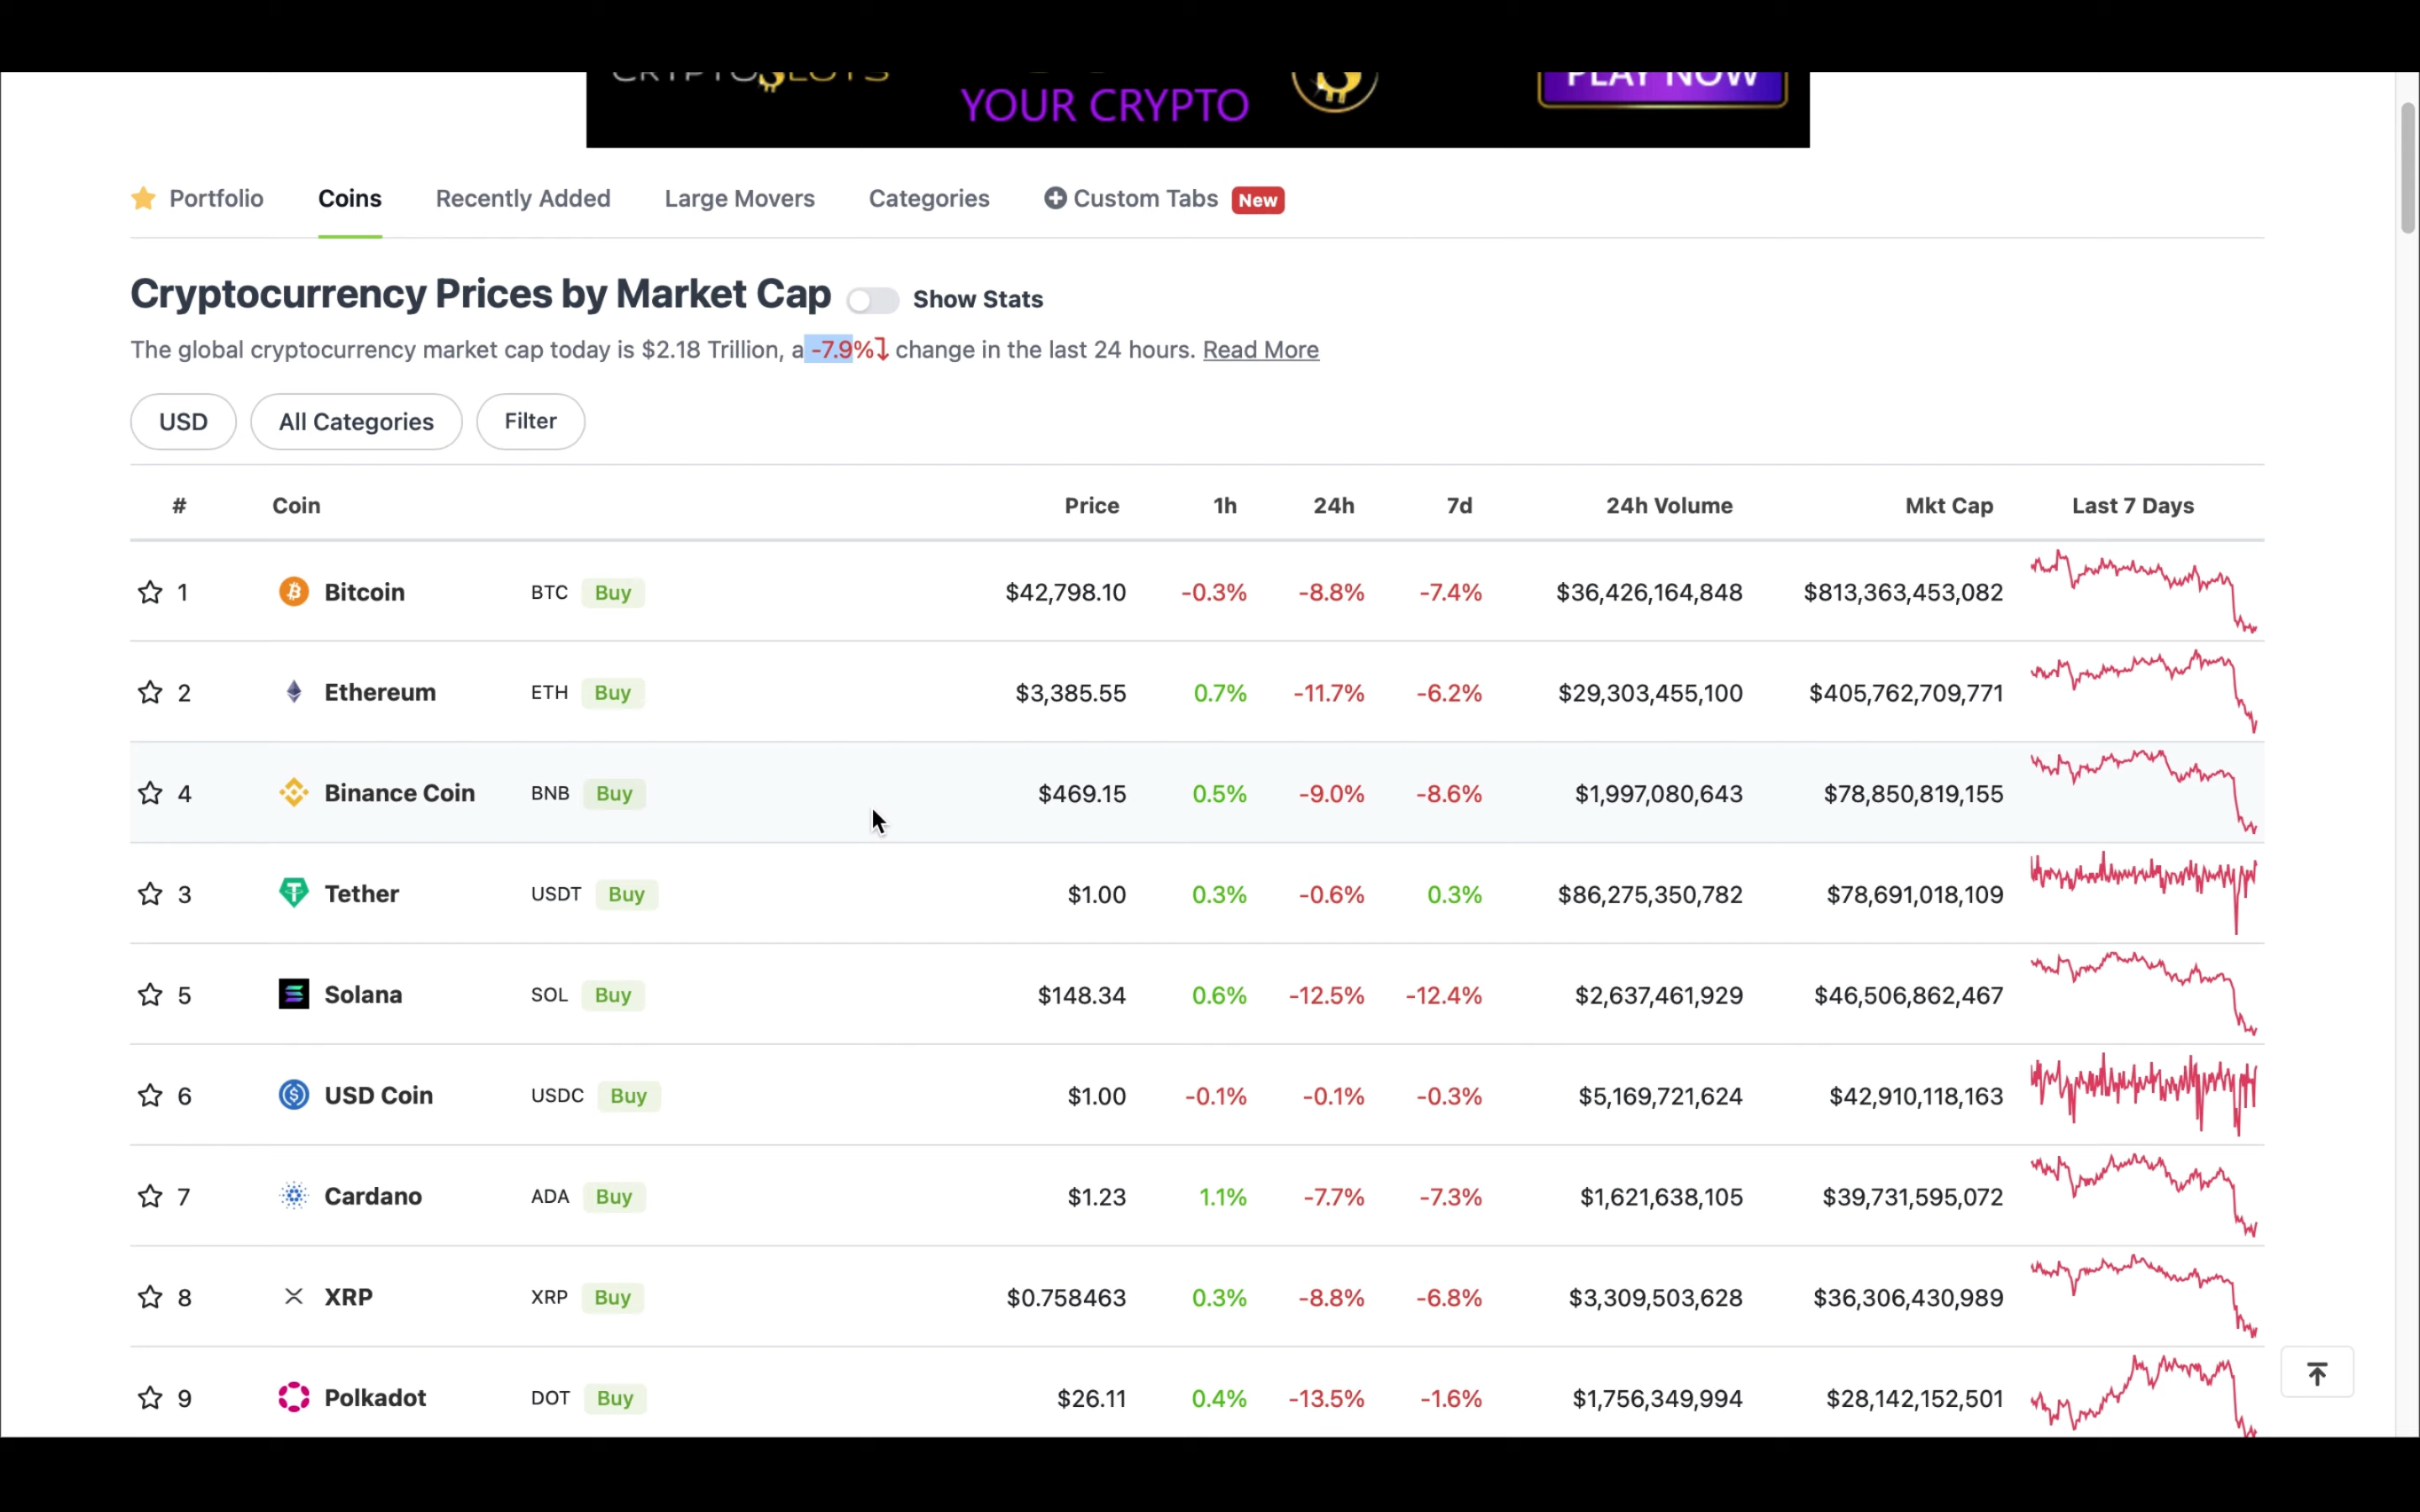 CRYPTO$LOTS
YOUR CRYPTO
PLAY NOW
Portfolio Coins Recently Added Large Movers Categories Custom Tabs New
Cryptocurrency Prices by Market Cap Show Stats
The global cryptocurrency market cap today is $2.18 Trillion, a -7.9% change in the last 24 hours. Read More
USD All Categories Filter
# Coin Price 1h 24h 7d 24h Volume Mkt Cap Last 7 Days
1 Bitcoin BTC Buy $42,798.10 -0.3% -8.8% -7.4% $36,426,164,848 $813,363,453,082
2 Ethereum ETH Buy $3,385.55 0.7% -11.7% -6.2% $29,303,455,100 $405,762,709,771
4 Binance Coin BNB Buy $469.15 0.5% -9.0% -8.6% $1,997,080,643 $78,850,819,155
3 Tether USDT Buy $1.00 0.3% -0.6% 0.3% $86,275,350,782 $78,691,018,109
5 Solana SOL Buy $148.34 0.6% -12.5% -12.4% $2,637,461,929 $46,506,862,467
6 USD Coin USDC Buy $1.00 -0.1% -0.1% -0.3% $5,169,721,624 $42,910,118,163
7 Cardano ADA Buy $1.23 1.1% -7.7% -7.3% $1,621,638,105 $39,731,595,072
8 XRP XRP Buy $0.758463 0.3% -8.8% -6.8% $3,309,503,628 $36,306,430,989
9 Polkadot DOT Buy $26.11 0.4% -13.5% -1.6% $1,756,349,994 $28,142,152,501